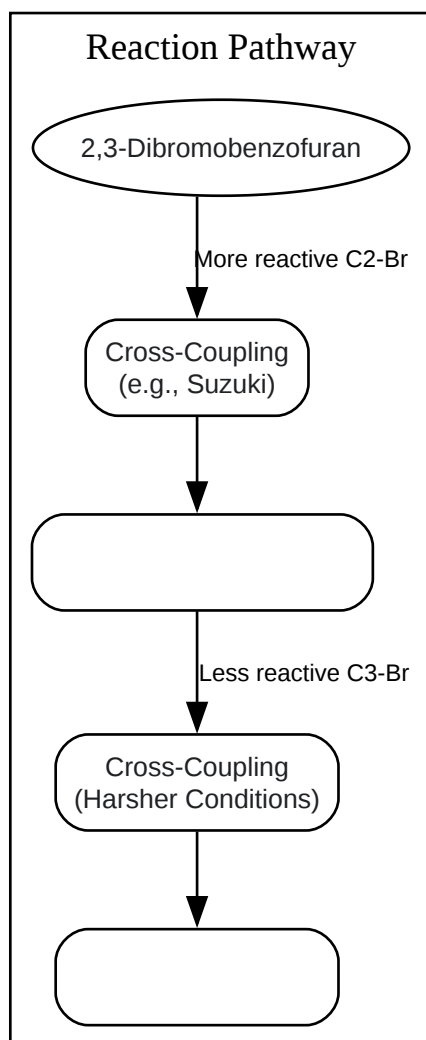 Reaction Pathway
2,3-Dibromobenzofuran
More reactive C2-Br
Cross-Coupling
(e.g., Suzuki)
Less reactive C3-Br
Cross-Coupling
(Harsher Conditions)